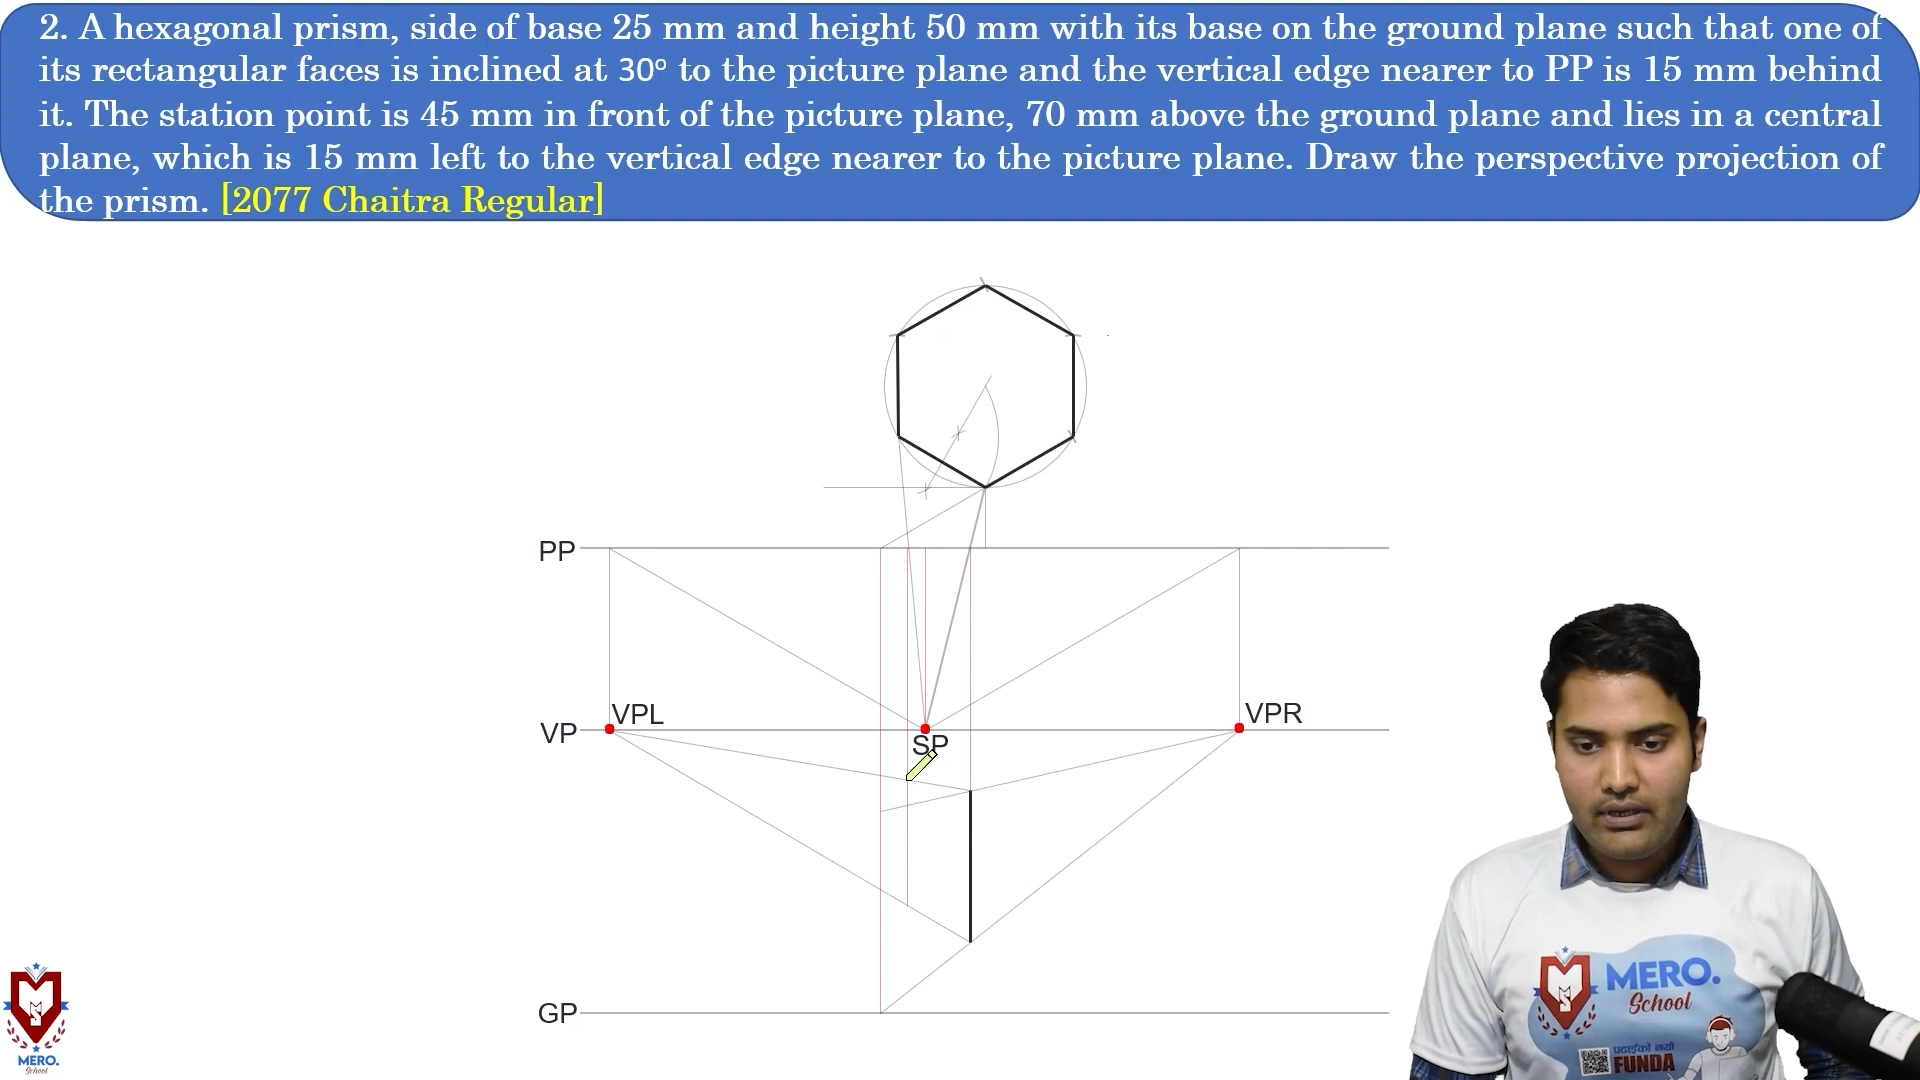 2. A hexagonal prism, side of base 25 mm and height 50 mm with its base on the ground plane such that one of
its rectangular faces is inclined at 30º to the picture plane and the vertical edge nearer to PP is 15 mm behind
it. The station point is 45 mm in front of the picture plane, 70 mm above the ground plane and lies in a central
plane, which is 15 mm left to the vertical edge nearer to the picture plane. Draw the perspective projection of
the prism. [2077 Chaitra Regular]
PP
VPL
VPR
VP
SP
GP
MERO.
School
MERO.
School
पढाईको नयाँ
FUNDA